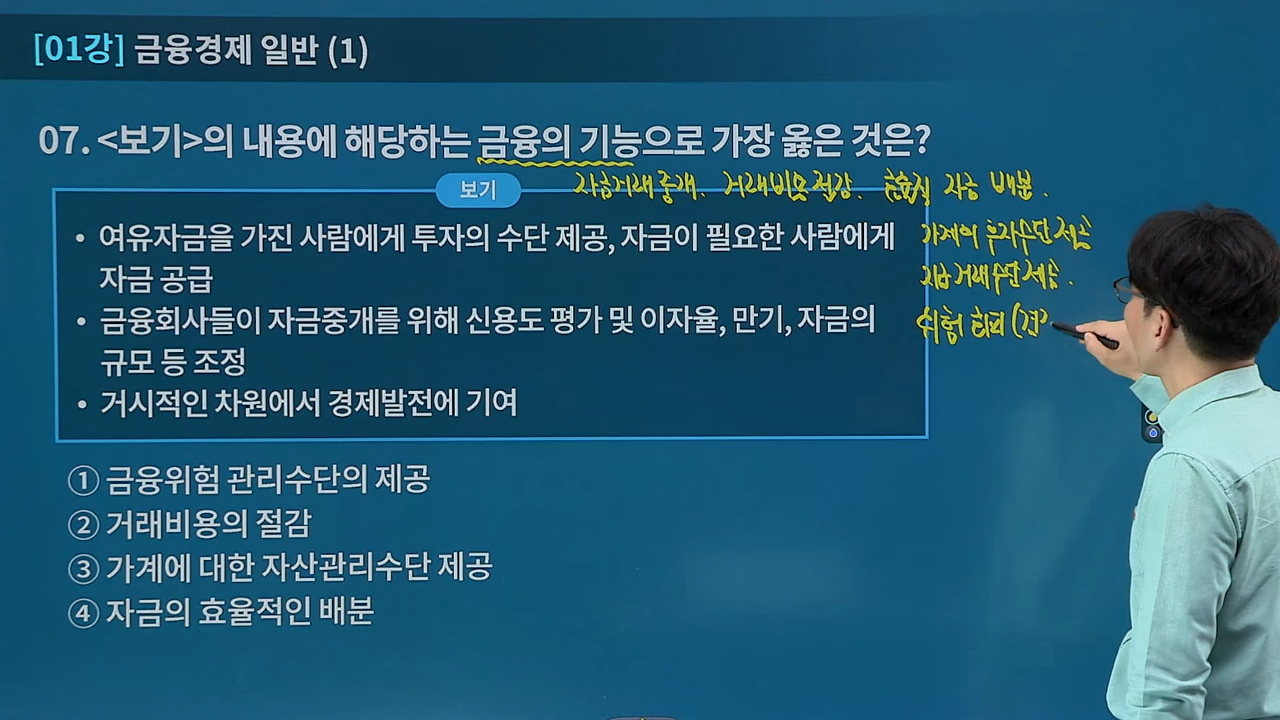 [01강] 금융경제 일반 (1)
07. <보기>의 내용에 해당하는 금융의 기능으로 가장 옳은 것은?
보기
자금거래중개. 거래비용 절감. 효율적 자금 배분.
• 여유자금을 가진 사람에게 투자의 수단 제공, 자금이 필요한 사람에게
자금 공급
• 금융회사들이 자금중개를 위해 신용도 평가 및 이자율, 만기, 자금의
규모 등 조정
• 거시적인 차원에서 경제발전에 기여
투자수단 제공
지급 거래수단 제공.
위험
① 금융위험 관리수단의 제공
② 거래비용의 절감
③ 가계에 대한 자산관리수단 제공
④ 자금의 효율적인 배분